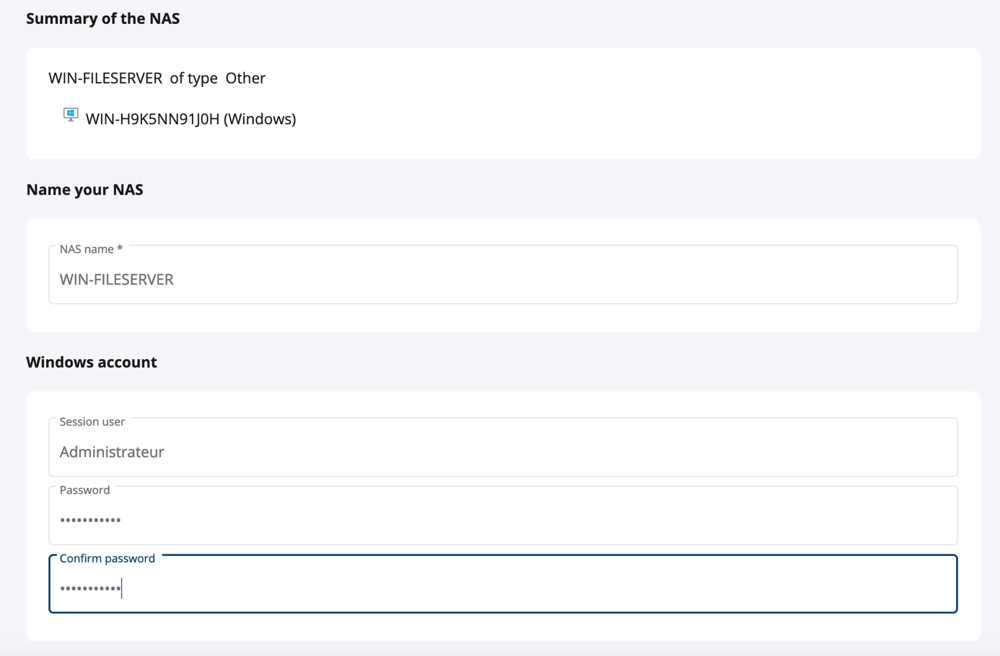 Summary of the NAS
WIN-FILESERVER of type Other
WIN-H9K5NN91J0H (Windows)
Name your NAS
NAS name *
WIN-FILESERVER
Windows account
Session user
Administrateur
Password
•••••••••••
Confirm password
•••••••••••